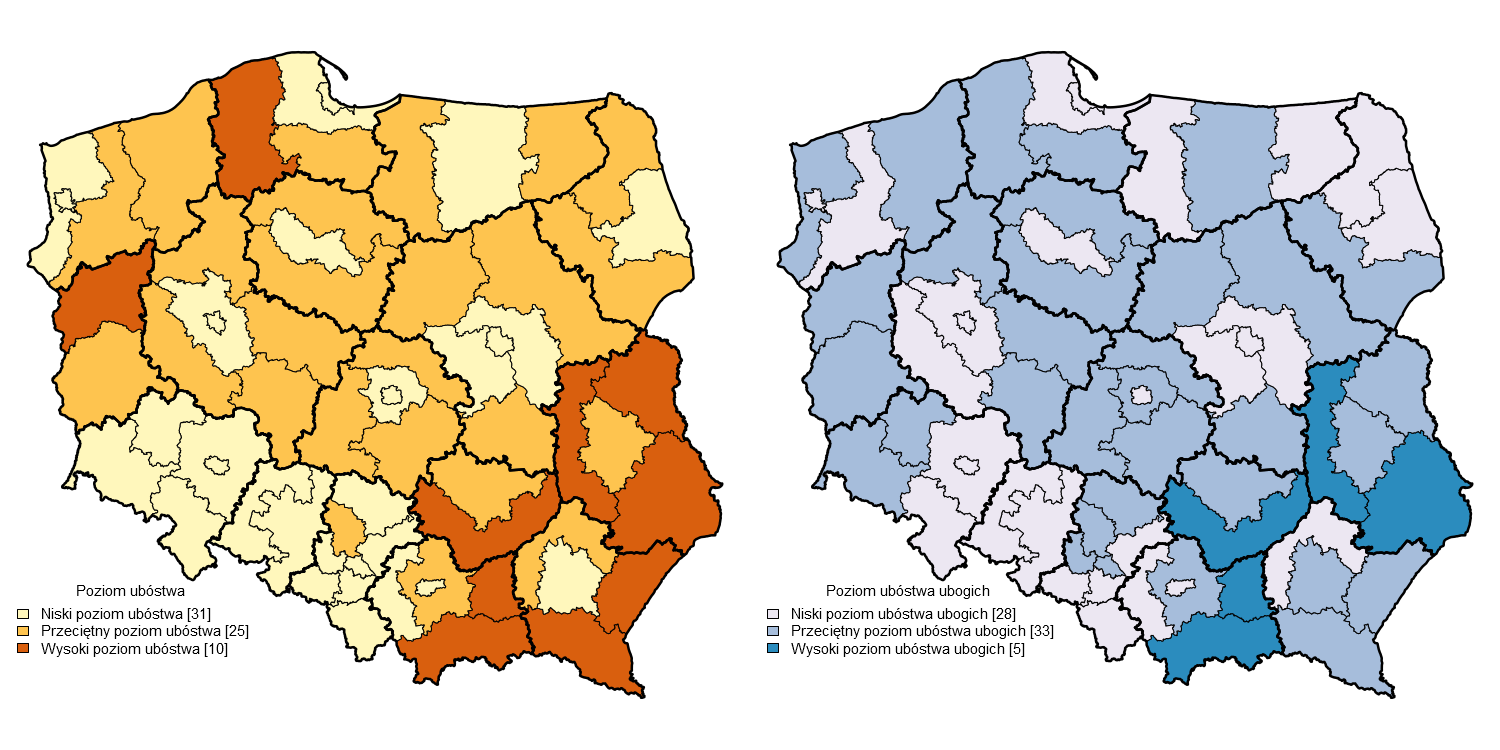 Poziom ubóstwa
Niski poziom ubóstwa [31]
Przeciętny poziom ubóstwa [25]
Wysoki poziom ubóstwa [10]
Poziom ubóstwa ubogich
Niski poziom ubóstwa ubogich [28]
Przeciętny poziom ubóstwa ubogich [33]
Wysoki poziom ubóstwa ubogich [5]